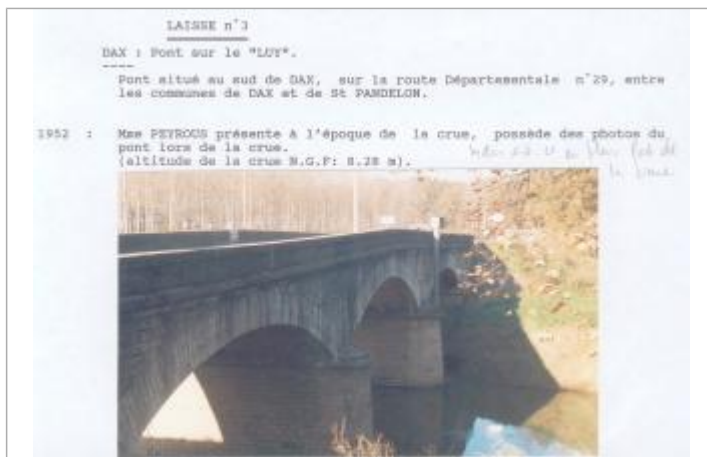 LAISSE n°3
DAX : Pont sur le "LUY".
Pont situé au sud de DAX, sur la route Départementale n°29, entre
les communes de DAX et de St PANDELON.
1952 : Mme PEYROUS présente à l'époque de la crue, possède des photos du
pont lors de la crue.
(altitude de la crue N.G.F: 8.28 m).